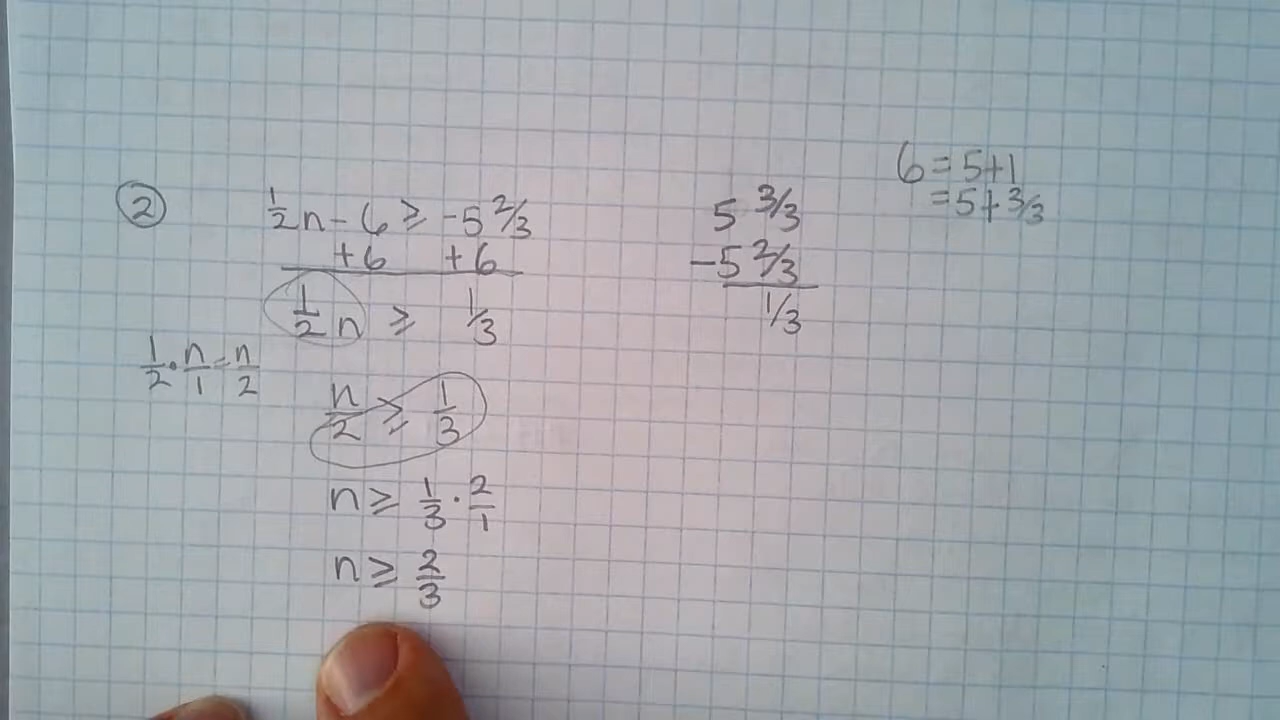 ②
1/2 n - 6 ≥ -5 2/3
+6 +6
1/2 n ≥ 1/3
1/2 · n/1 = n/2
n/2 ≥ 1/3
n ≥ 1/3 · 2/1
n ≥ 2/3
5 3/3
-5 2/3
1/3
6 = 5+1
= 5+3/3